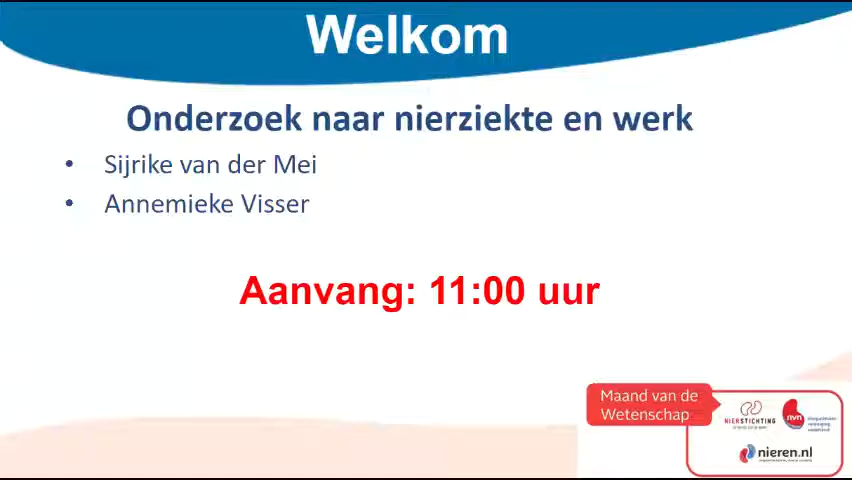 Welkom
Onderzoek naar nierziekte en werk
• Sijrike van der Mei
• Annemieke Visser
Aanvang: 11:00 uur
Maand van de
Wetenschap
NIERSTICHTING
nvn
nieren.nl